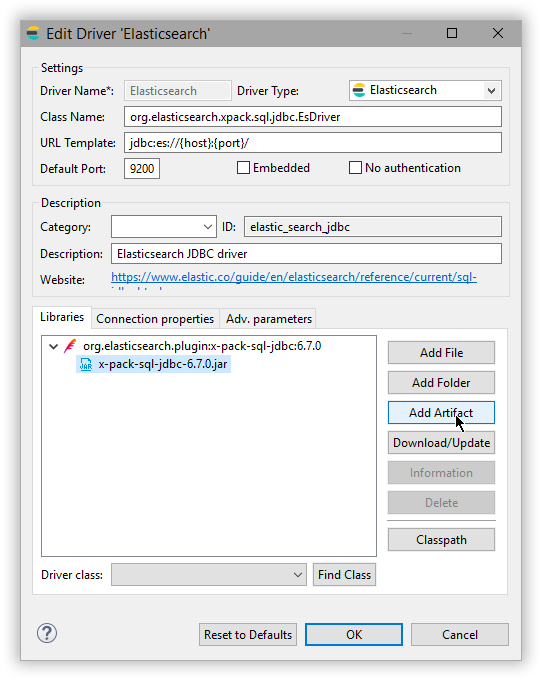 Edit Driver 'Elasticsearch'
Settings
Driver Name*: Elasticsearch Driver Type: Elasticsearch
Class Name: org.elasticsearch.xpack.sql.jdbc.EsDriver
URL Template: jdbc:es://{host}:{port}/
Default Port: 9200 Embedded No authentication
Description
Category: ID: elastic_search_jdbc
Description: Elasticsearch JDBC driver
Website: https://www.elastic.co/guide/en/elasticsearch/reference/current/sql-
Libraries Connection properties Adv. parameters
org.elasticsearch.plugin:x-pack-sql-jdbc:6.7.0
JAR x-pack-sql-jdbc-6.7.0.jar
Add File
Add Folder
Add Artifact
Download/Update
Information
Delete
Classpath
Driver class: Find Class
? Reset to Defaults OK Cancel